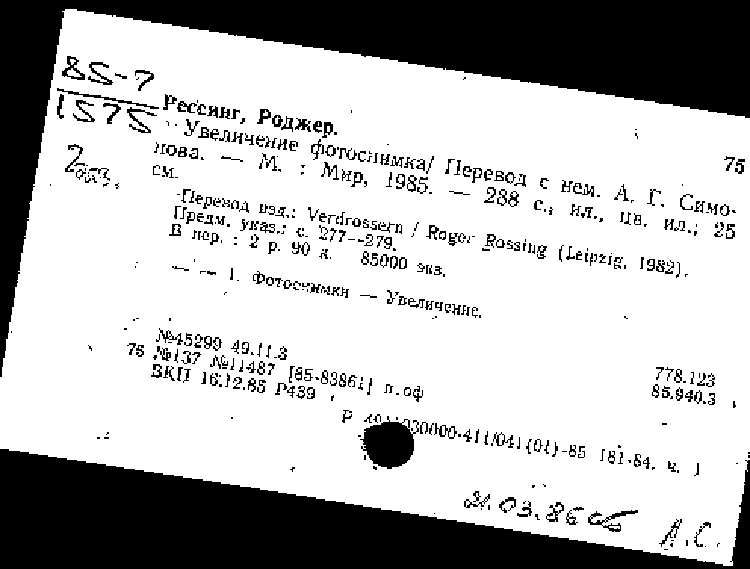 85-7
1575
2 экз.
Рессинг, Роджер.
Увеличение фотоснимка/ Перевод с нем. А. Г. Симо-
нова. — М. : Мир, 1985. — 288 с., ил., цв. ил.; 25
см.
75
Перевод изд.: Verdrossern / Roger Rossing (Leipzig, 1982).
Предм. указ.: с. 277—279.
В пер. : 2 р. 90 к. 85000 экз.
— — 1. Фотоснимки — Увеличение.
№45299 49.11.3
76 №137 №11487 [85-83861] п.оф
ВКП 16.12.85 Р439
778.123
85.940.3
Р 030000-411/041(01)-85 181-84, ч. 1
21.03.86
А.С.